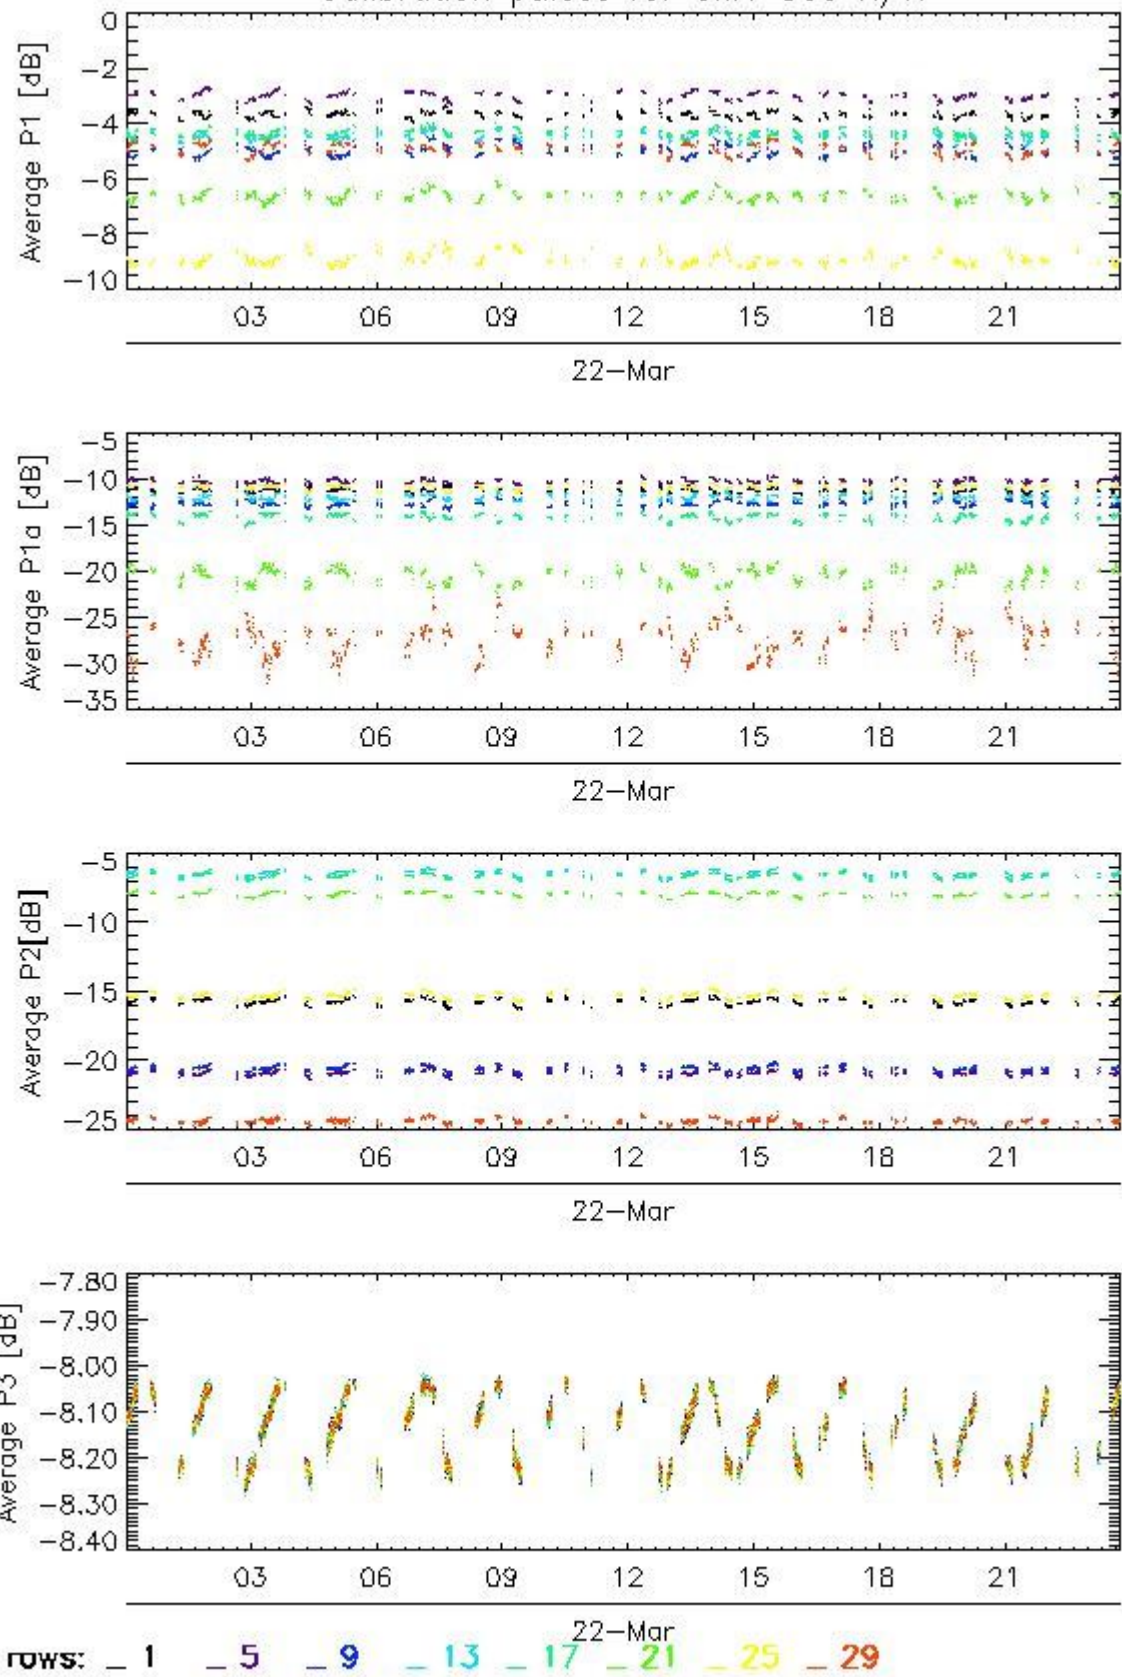 Average P1 [dB]
0
-2
-4
-6
-8
-10
03 06 09 12 15 18 21
22-Mar
Average P1a [dB]
-5
-10
-15
-20
-25
-30
-35
03 06 09 12 15 18 21
22-Mar
Average P2[dB]
-5
-10
-15
-20
-25
03 06 09 12 15 18 21
22-Mar
Average P3 [dB]
-7.80
-7.90
-8.00
-8.10
-8.20
-8.30
-8.40
03 06 09 12 15 18 21
22-Mar
rows: _ 1 _ 5 _ 9 _ 13 _ 17 _ 21 _ 25 _ 29